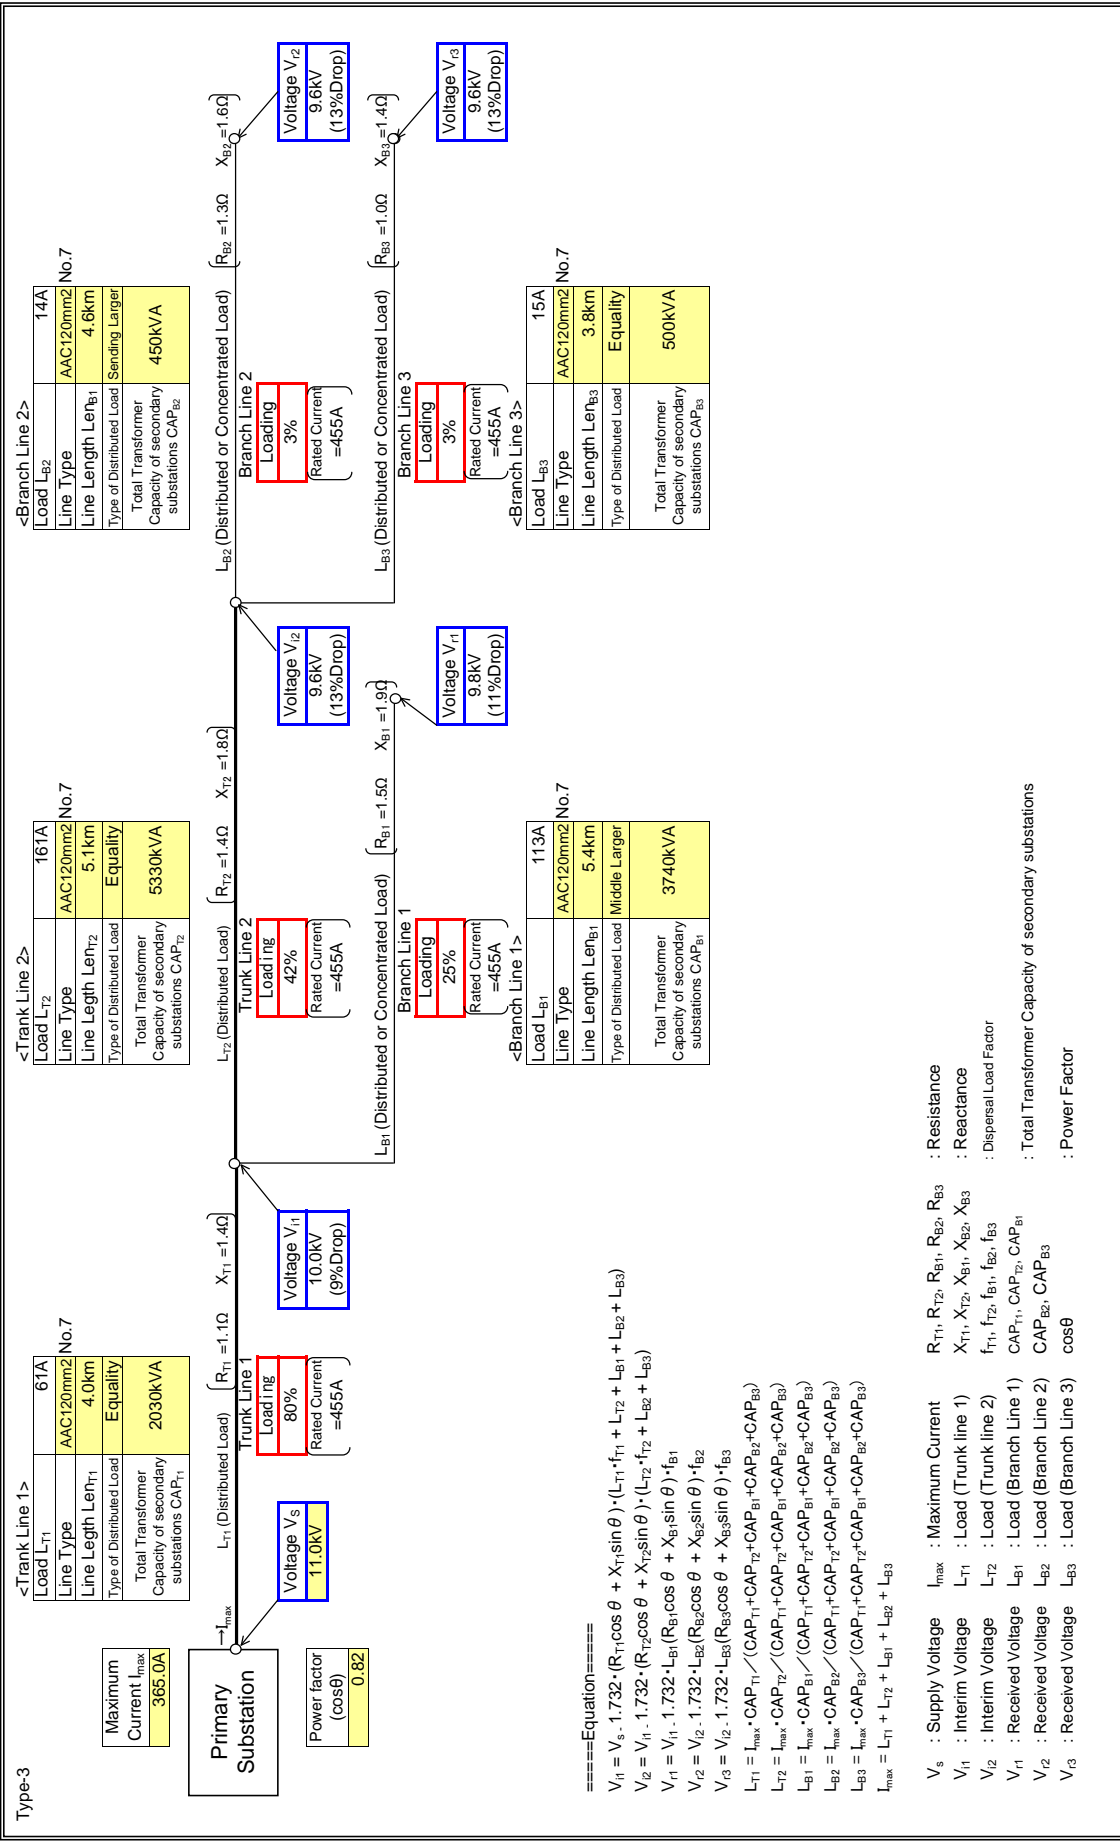 Type-3
<Trank Line 1>
Load LT1 61A
Line Type AAC120mm2 No.7
Line Legth LenT1 4.0km
Type of Distributed Load Equality
Total Transformer
Capacity of secondary
substations CAPT1
2030kVA
<Trank Line 2>
Load LT2 161A
Line Type AAC120mm2 No.7
Line Legth LenT2 5.1km
Type of Distributed Load Equality
Total Transformer
Capacity of secondary
substations CAPT2
5330kVA
<Branch Line 2>
Load LB2 14A
Line Type AAC120mm2 No.7
Line Length LenB1 4.6km
Type of Distributed Load Sending Larger
Total Transformer
Capacity of secondary
substations CAPB2
450kVA
Maximum
Current Imax
365.0A
Primary
Substation
Power factor
(cosθ)
0.82
→Imax
Voltage Vs
11.0kV
LT1 (Distributed Load)
RT1 =1.1Ω XT1 =1.4Ω
Trunk Line 1
Loading
80%
Rated Current
=455A
Voltage Vi1
10.0kV
(9%Drop)
LT2 (Distributed Load)
RT2 =1.4Ω XT2 =1.8Ω
Trunk Line 2
Loading
42%
Rated Current
=455A
Voltage Vi2
9.6kV
(13%Drop)
LB2 (Distributed or Concentrated Load)
RB2 =1.3Ω XB2 =1.6Ω
Branch Line 2
Loading
3%
Rated Current
=455A
Voltage Vr2
9.6kV
(13%Drop)
LB1 (Distributed or Concentrated Load)
RB1 =1.5Ω XB1 =1.9Ω
Branch Line 1
Loading
25%
Rated Current
=455A
Voltage Vr1
9.8kV
(11%Drop)
LB3 (Distributed or Concentrated Load)
RB3 =1.0Ω XB3 =1.4Ω
Branch Line 3
Loading
3%
Rated Current
=455A
Voltage Vr3
9.6kV
(13%Drop)
<Branch Line 1>
Load LB1 113A
Line Type AAC120mm2 No.7
Line Length LenB1 5.4km
Type of Distributed Load Middle Larger
Total Transformer
Capacity of secondary
substations CAPB1
3740kVA
<Branch Line 3>
Load LB3 15A
Line Type AAC120mm2 No.7
Line Length LenB3 3.8km
Type of Distributed Load Equality
Total Transformer
Capacity of secondary
substations CAPB3
500kVA
=====Equation=====
Vi1 = Vs - 1.732・(RT1cos θ + XT1sin θ)・(LT1・fT1 + LT2 + LB1 + LB2 + LB3)
Vi2 = Vi1 - 1.732・(RT2cos θ + XT2sin θ)・(LT2・fT2 + LB2 + LB3)
Vr1 = Vi1 - 1.732・LB1(RB1cos θ + XB1sin θ)・fB1
Vr2 = Vi2 - 1.732・LB2(RB2cos θ + XB2sin θ)・fB2
Vr3 = Vi2 - 1.732・LB3(RB3cos θ + XB3sin θ)・fB3
LT1 = Imax・CAPT1／(CAPT1+CAPT2+CAPB1+CAPB2+CAPB3)
LT2 = Imax・CAPT2／(CAPT1+CAPT2+CAPB1+CAPB2+CAPB3)
LB1 = Imax・CAPB1／(CAPT1+CAPT2+CAPB1+CAPB2+CAPB3)
LB2 = Imax・CAPB2／(CAPT1+CAPT2+CAPB1+CAPB2+CAPB3)
LB3 = Imax・CAPB3／(CAPT1+CAPT2+CAPB1+CAPB2+CAPB3)
Imax = LT1 + LT2 + LB1 + LB2 + LB3
Vs : Supply Voltage Imax : Maximum Current RT1, RT2, RB1, RB2, RB3 : Resistance
Vi1 : Interim Voltage LT1 : Load (Trunk line 1) XT1, XT2, XB1, XB2, XB3 : Reactance
Vi2 : Interim Voltage LT2 : Load (Trunk line 2) fT1, fT2, fB1, fB2, fB3 : Dispersal Load Factor
Vr1 : Received Voltage LB1 : Load (Branch Line 1) CAPT1, CAPT2, CAPB1
Vr2 : Received Voltage LB2 : Load (Branch Line 2) CAPB2, CAPB3 : Total Transformer Capacity of secondary substations
Vr3 : Received Voltage LB3 : Load (Branch Line 3) cosθ : Power Factor